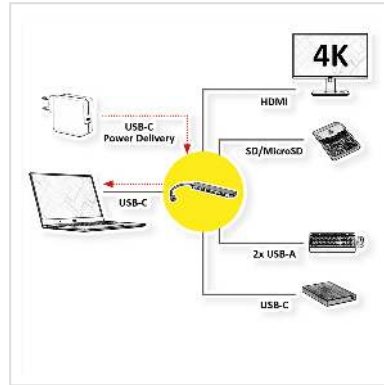 4K
HDMI
USB-C
Power Delivery
SD/MicroSD
USB-C
2x USB-A
USB-C